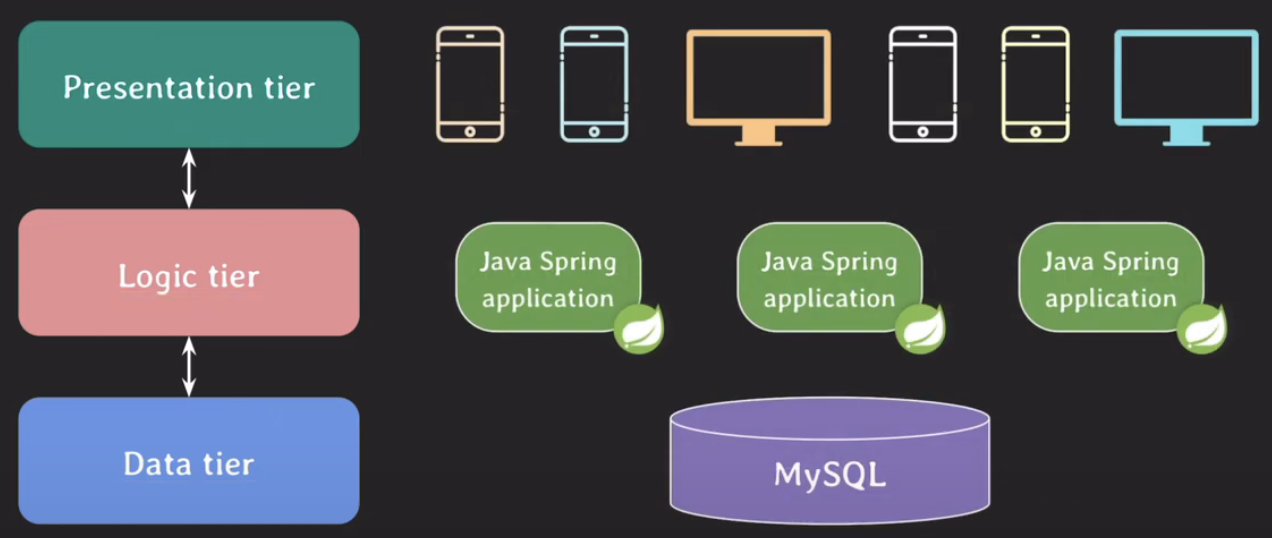 Presentation tier
Logic tier
Java Spring
application
Java Spring
application
Java Spring
application
Data tier
MySQL